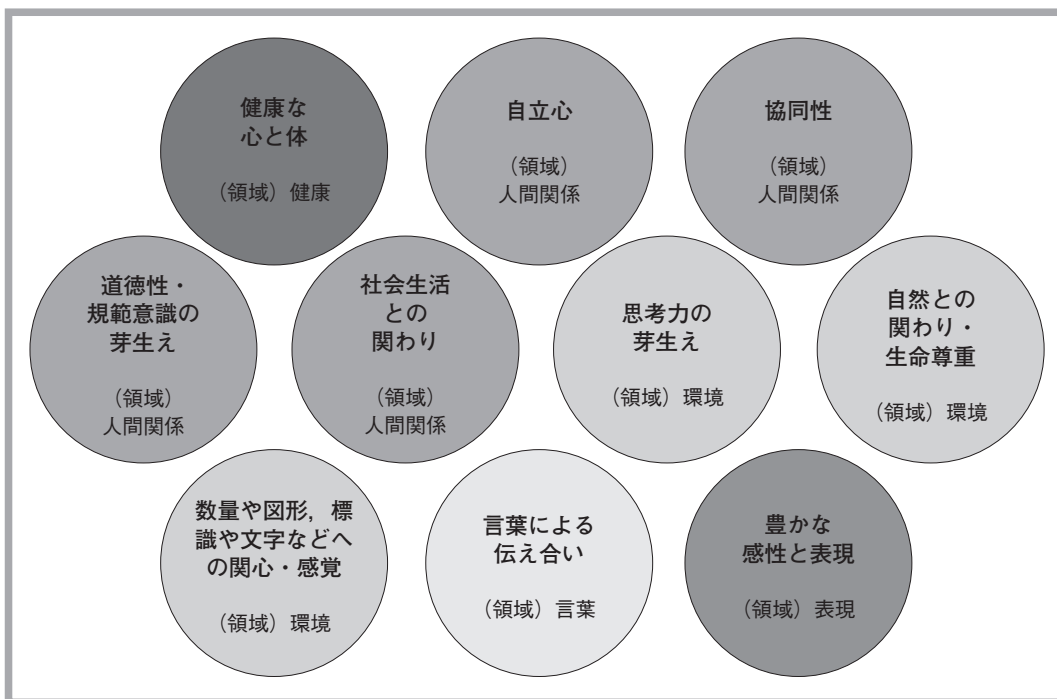 健康な
心と体
（領域）健康
自立心
（領域）
人間関係
協同性
（領域）
人間関係
道徳性・
規範意識の
芽生え
（領域）
人間関係
社会生活
との
関わり
（領域）
人間関係
思考力の
芽生え
（領域）環境
自然との
関わり・
生命尊重
（領域）環境
数量や図形，標
識や文字などへ
の関心・感覚
（領域）環境
言葉による
伝え合い
（領域）言葉
豊かな
感性と表現
（領域）表現